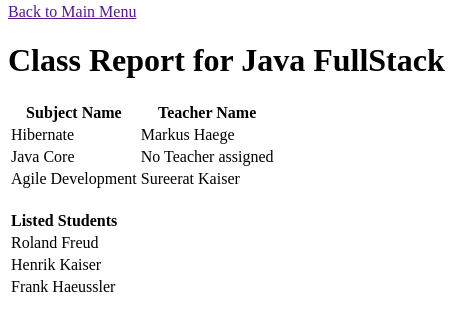 Back to Main Menu
Class Report for Java FullStack
Subject Name Teacher Name
Hibernate Markus Haege
Java Core No Teacher assigned
Agile Development Sureerat Kaiser
Listed Students
Roland Freud
Henrik Kaiser
Frank Haeussler